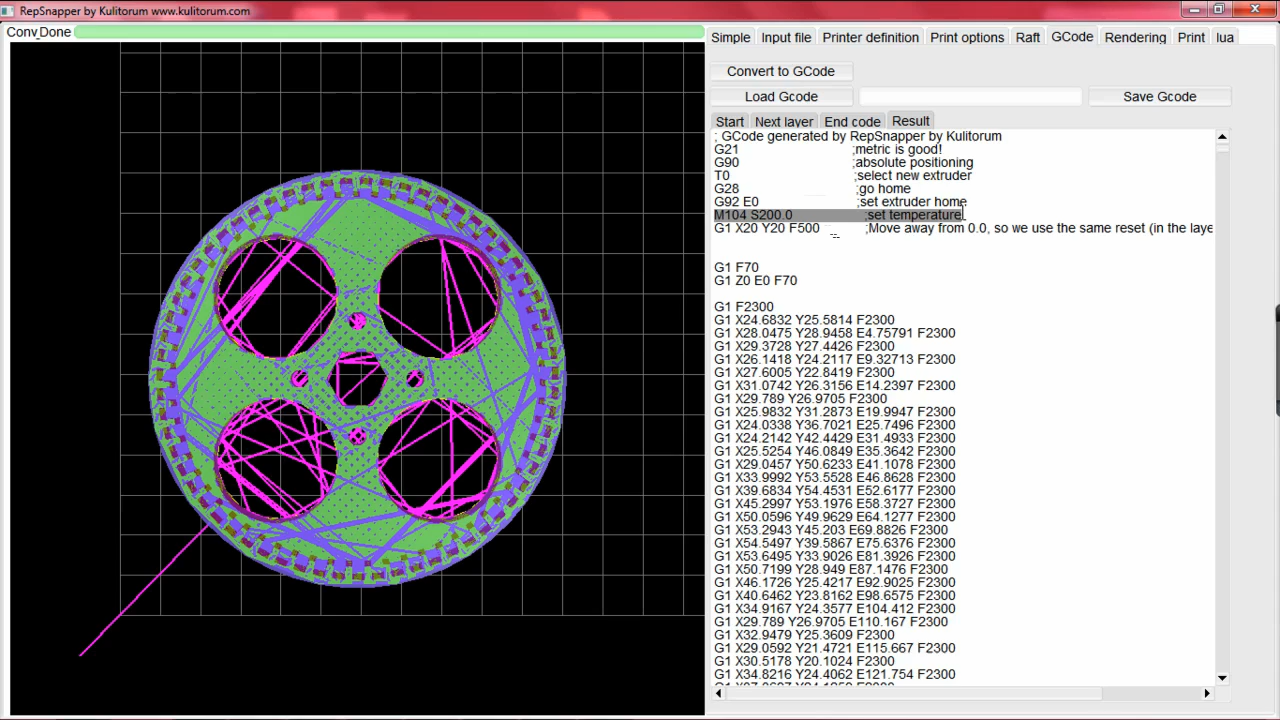 RepSnapper by Kulitorum www.kulitorum.com
Conv Done
Simple Input file Printer definition Print options Raft GCode Rendering Print lua
Convert to GCode
Load Gcode Save Gcode
Start Next layer End code Result
; GCode generated by RepSnapper by Kulitorum
G21 ;metric is good!
G90 ;absolute positioning
T0 ;select new extruder
G28 ;go home
G92 E0 ;set extruder home
M104 S200.0 ;set temperature
G1 X20 Y20 F500 ;Move away from 0.0, so we use the same reset (in the laye
G1 F70
G1 Z0 E0 F70
G1 F2300
G1 X24.6832 Y25.5814 F2300
G1 X28.0475 Y28.9458 E4.75791 F2300
G1 X29.3728 Y27.4426 F2300
G1 X26.1418 Y24.2117 E9.32713 F2300
G1 X27.6005 Y22.8419 F2300
G1 X31.0742 Y26.3156 E14.2397 F2300
G1 X29.789 Y26.9705 F2300
G1 X25.9832 Y31.2873 E19.9947 F2300
G1 X24.0338 Y36.7021 E25.7496 F2300
G1 X24.2142 Y42.4429 E31.4933 F2300
G1 X25.5254 Y46.0849 E35.3642 F2300
G1 X29.0457 Y50.6233 E41.1078 F2300
G1 X33.9992 Y53.5528 E46.8628 F2300
G1 X39.6834 Y54.4531 E52.6177 F2300
G1 X45.2997 Y53.1976 E58.3727 F2300
G1 X50.0596 Y49.9629 E64.1277 F2300
G1 X53.2943 Y45.203 E69.8826 F2300
G1 X54.5497 Y39.5867 E75.6376 F2300
G1 X53.6495 Y33.9026 E81.3926 F2300
G1 X50.7199 Y28.949 E87.1476 F2300
G1 X46.1726 Y25.4217 E92.9025 F2300
G1 X40.6462 Y23.8162 E98.6575 F2300
G1 X34.9167 Y24.3577 E104.412 F2300
G1 X29.789 Y26.9705 E110.167 F2300
G1 X32.9479 Y25.3609 F2300
G1 X29.0592 Y21.4721 E115.667 F2300
G1 X30.5178 Y20.1024 F2300
G1 X34.8216 Y24.4062 E121.754 F2300